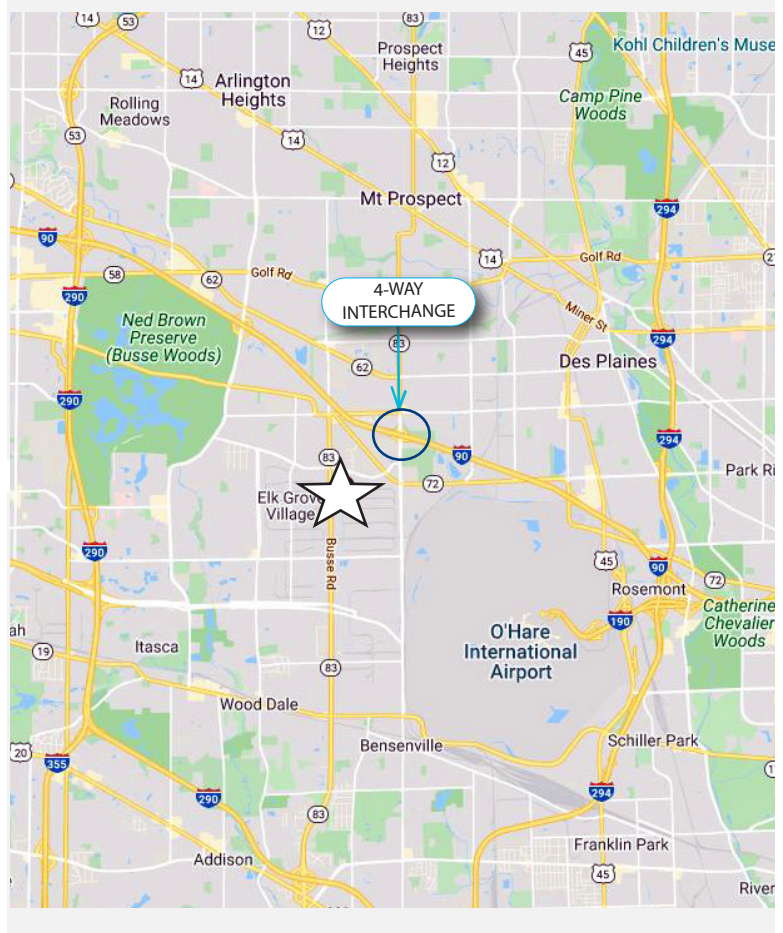 83
53
14
12
Prospect
Heights
45
Kohl Children's Muse
14
Arlington
Heights
Camp Pine
Woods
Rolling
Meadows
53
14
12
Mt Prospect
294
90
14
Golf Rd
58
Golf Rd
62
290
4-WAY
INTERCHANGE
Miner St
Ned Brown
Preserve
(Busse Woods)
83
294
62
Des Plaines
290
294
90
83
Park Ri
72
Elk Grove
Village
290
Busse Rd
45
90
72
Rosemont
Catherine
Chevalier
Woods
190
ah
19
Itasca
O'Hare
International
Airport
83
Wood Dale
Bensenville
Schiller Park
20
355
290
294
83
Franklin Park
Addison
45
River